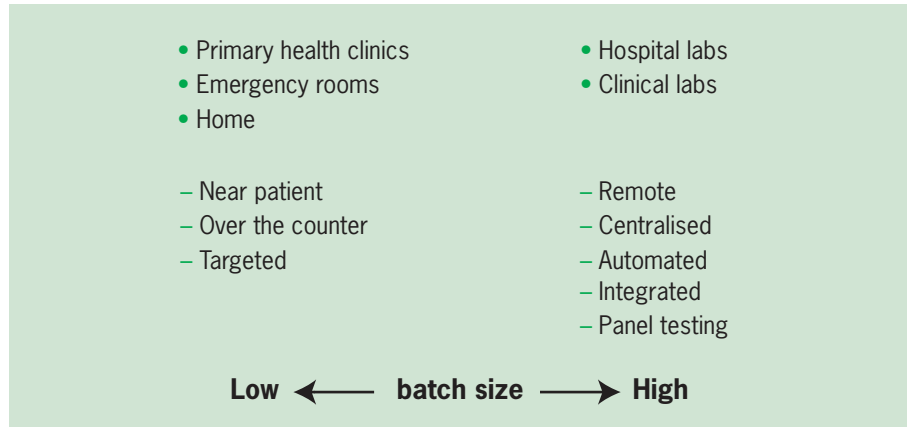 • Primary health clinics
• Emergency rooms
• Home
– Near patient
– Over the counter
– Targeted
• Hospital labs
• Clinical labs
– Remote
– Centralised
– Automated
– Integrated
– Panel testing
Low ← batch size → High